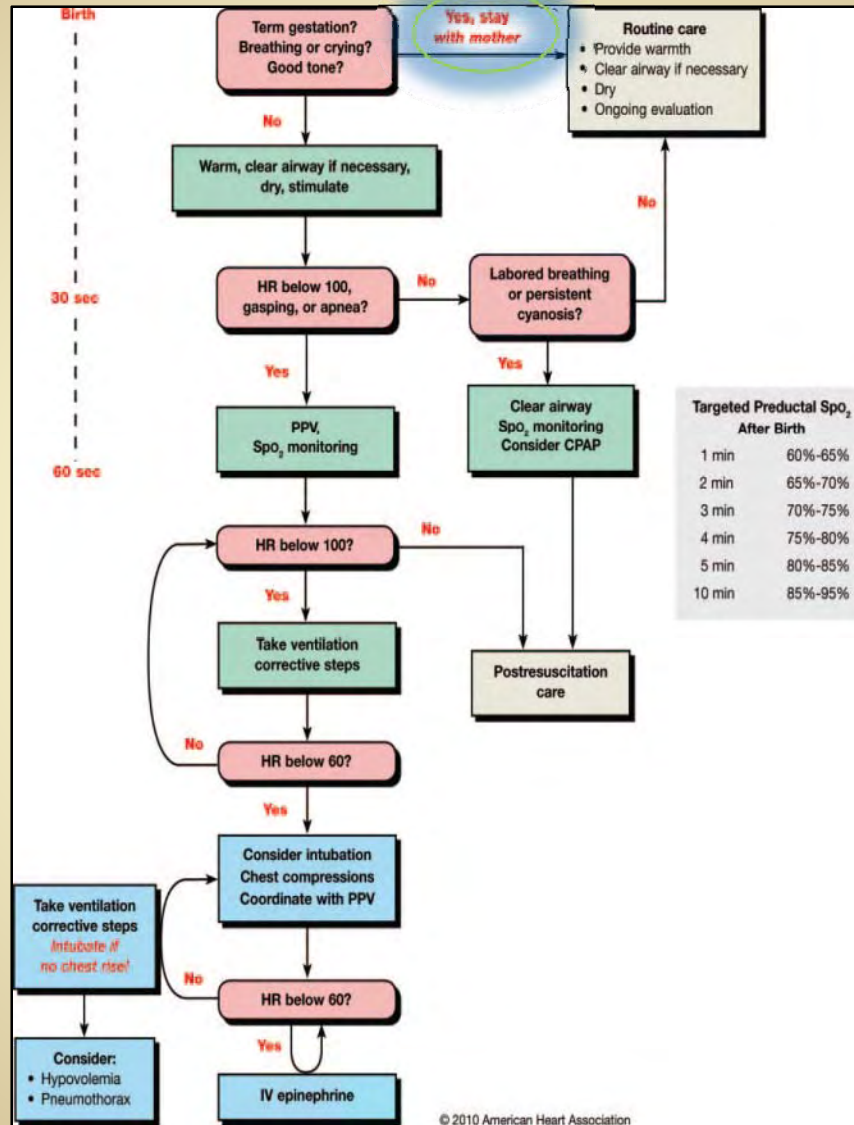 Birth
Term gestation?
Breathing or crying?
Good tone?
Yes, stay
with mother
Routine care
• Provide warmth
• Clear airway if necessary
• Dry
• Ongoing evaluation
No
Warm, clear airway if necessary,
dry, stimulate
No
30 sec
HR below 100,
gasping, or apnea?
No
Labored breathing
or persistent
cyanosis?
Yes
Yes
PPV,
SpO₂ monitoring
Clear airway
SpO₂ monitoring
Consider CPAP
60 sec
Targeted Preductal SpO₂
After Birth
1 min 60%-65%
2 min 65%-70%
3 min 70%-75%
4 min 75%-80%
5 min 80%-85%
10 min 85%-95%
HR below 100?
No
Yes
Take ventilation
corrective steps
Postresuscitation
care
No
HR below 60?
Yes
Consider intubation
Chest compressions
Coordinate with PPV
Take ventilation
corrective steps
Intubate if
no chest rise!
No
HR below 60?
Yes
Consider:
• Hypovolemia
• Pneumothorax
IV epinephrine
© 2010 American Heart Association